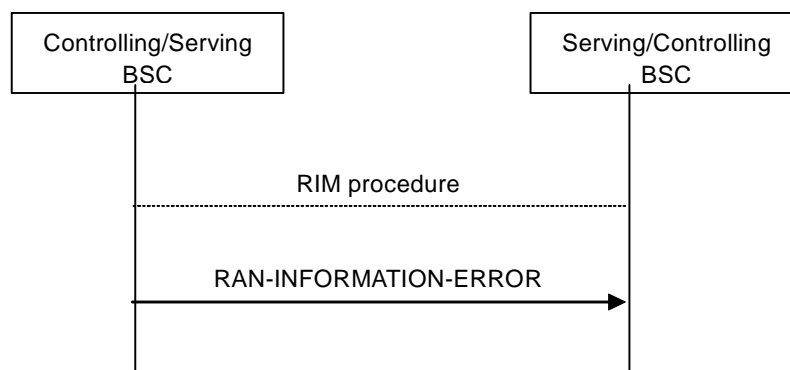 Controlling/Serving
BSC
Serving/Controlling
BSC
RIM procedure
RAN-INFORMATION-ERROR